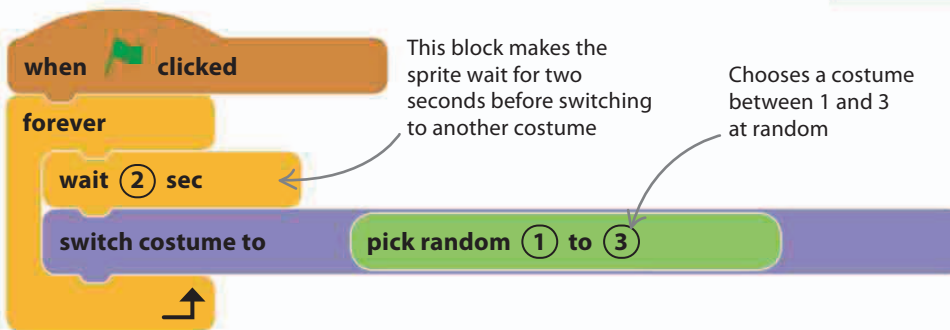 when clicked
forever
wait 2 sec
switch costume to pick random 1 to 3
This block makes the
sprite wait for two
seconds before switching
to another costume
Chooses a costume
between 1 and 3
at random